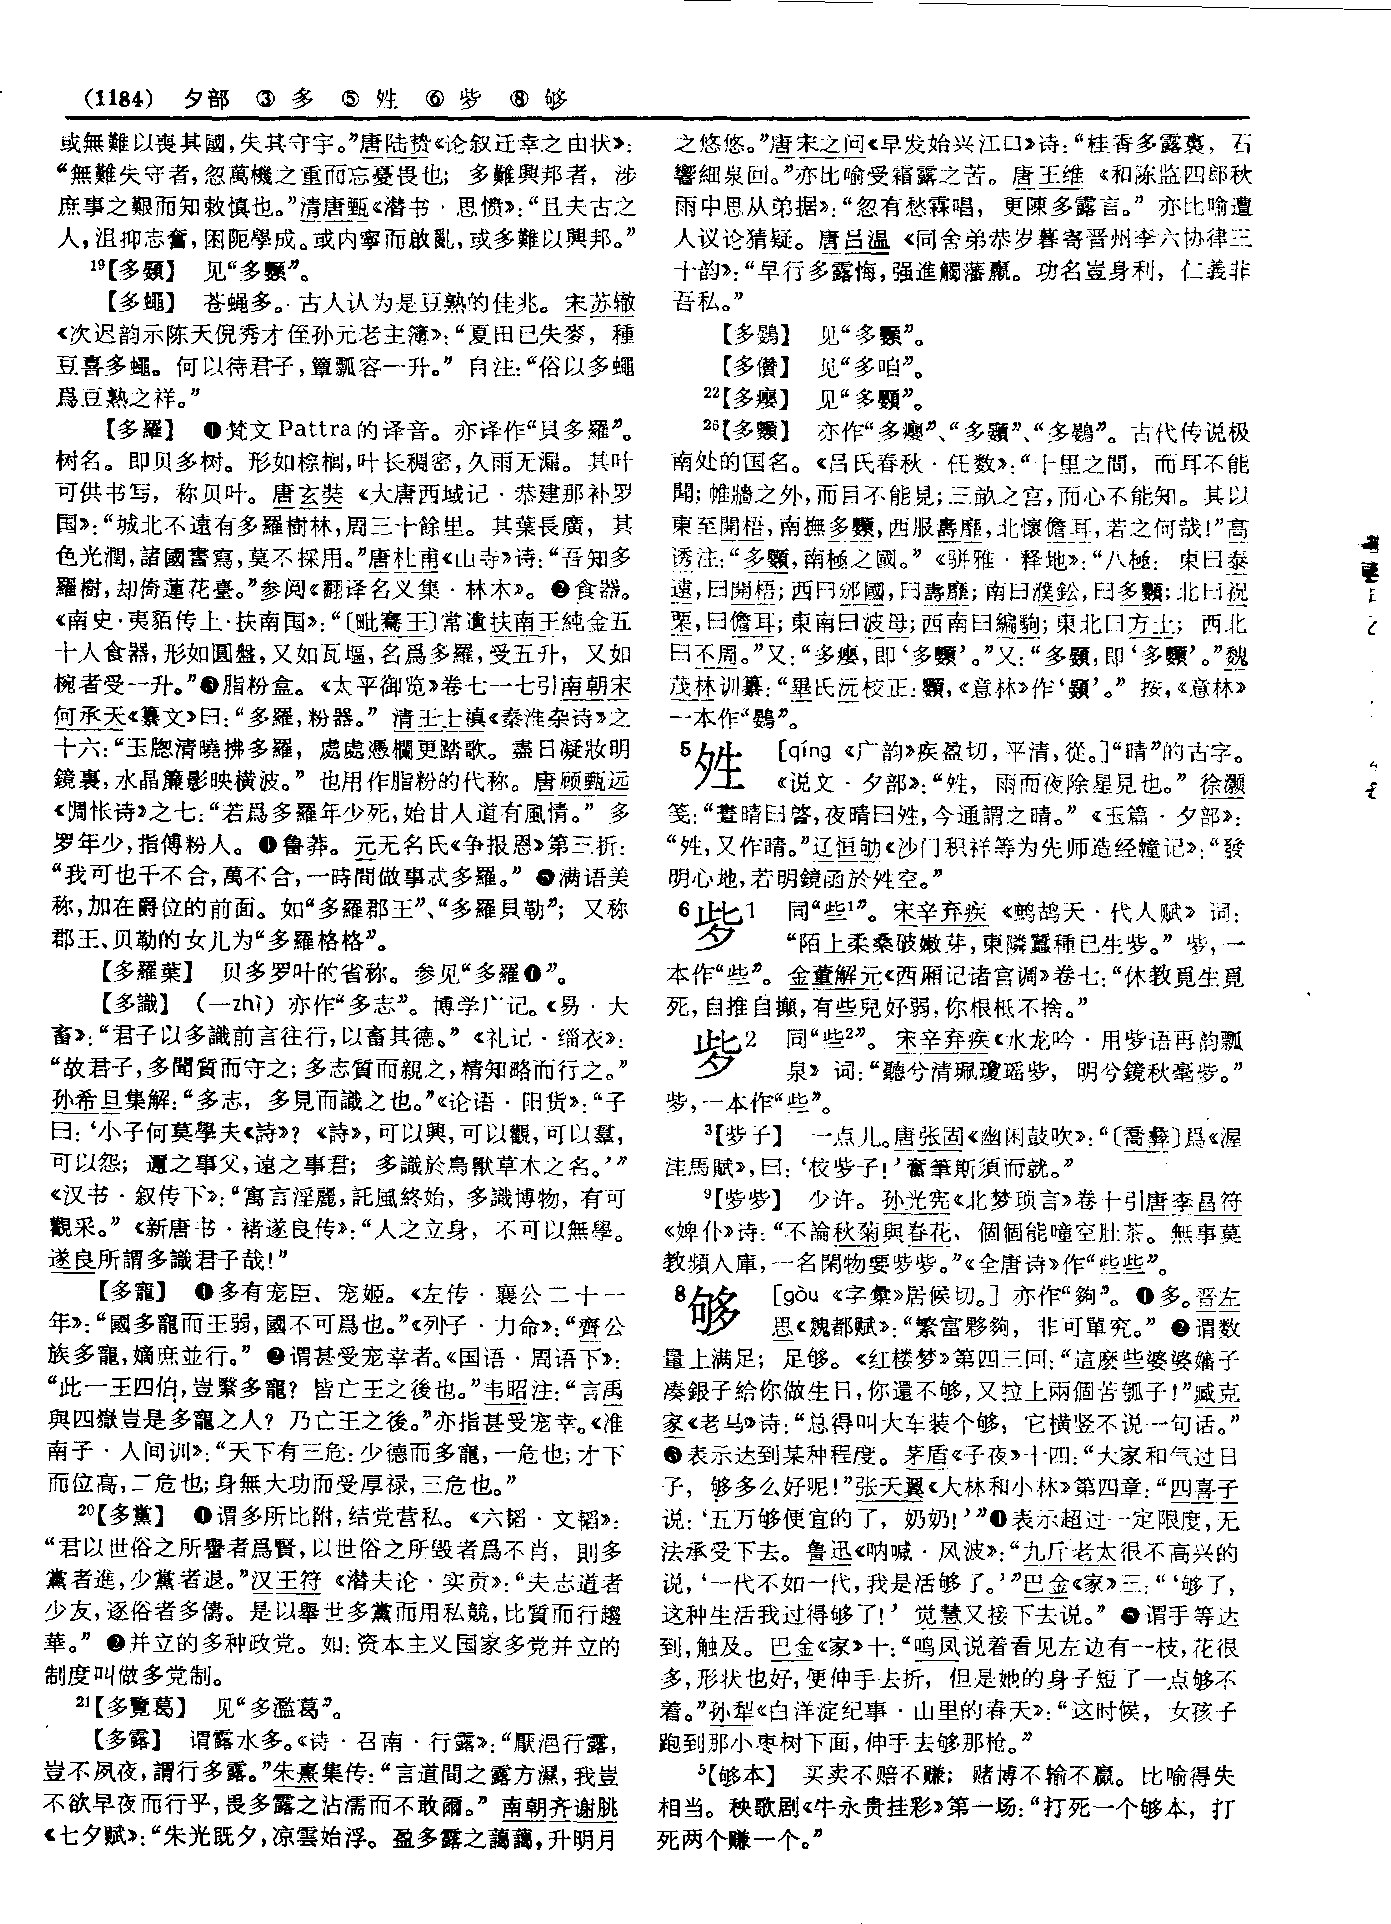 (1184) 夕部 ③多 ⑤夝 ⑥㱔 ⑧够
或無難以喪其國,失其守宇。”唐陆贽《论叙迁幸之由状》:
“無難失守者,忽萬機之重而忘憂畏也; 多難興邦者, 涉
庶事之艱而知敕慎也。”清唐甄《潜书·思愤》:“且夫古之
人,沮抑志奮,困阨學成。或内寧而啟亂,或多難以興邦。”
19【多顐】 见“多顐”。
【多蠅】 苍蝇多。古人认为是豆熟的佳兆。宋苏辙
《次迟韵示陈天倪秀才侄孙元老主簿》:“夏田已失麥, 種
豆喜多蠅。何以待君子,簞瓢容一升。” 自注:“俗以多蠅
爲豆熟之祥。”
【多羅】 ❶梵文Pattra的译音。亦译作“貝多羅”。
树名。即贝多树。形如棕榈,叶长稠密,久雨无漏。其叶
可供书写, 称贝叶。唐玄奘《大唐西域记·恭建那补罗
国》:“城北不遠有多羅樹林,周三十餘里。其葉長廣, 其
色光潤,諸國書寫,莫不採用。”唐杜甫《山寺》诗:“吾知多
羅樹,却倚蓮花臺。”参阅《翻译名义集·林木》。❷食器。
《南史·夷貊传上·扶南国》:“〔毗騫王〕常遺扶南王純金五
十人食器,形如圓盤,又如瓦塸,名爲多羅,受五升, 又如
椀者受一升。”❸脂粉盒。《太平御览》卷七一七引南朝宋
何承天《纂文》曰:“多羅,粉器。” 清王士禛《秦淮杂诗》之
十六:“玉牕清曉拂多羅, 處處憑欄更踏歌。盡日凝妝明
鏡裏,水晶簾影映横波。” 也用作脂粉的代称。唐顾甄远
《惆怅诗》之七:“若爲多羅年少死,始甘人道有風情。” 多
罗年少,指傅粉人。❹鲁莽。元无名氏《争报恩》第三折:
“我可也千不合,萬不合,一時間做事忒多羅。” ❺满语美
称,加在爵位的前面。如“多羅郡王”、“多羅貝勒”; 又称
郡王、贝勒的女儿为“多羅格格”。
【多羅葉】 贝多罗叶的省称。参见“多羅❶”。
【多識】 (一zhì) 亦作“多志”。博学广记。《易·大
畜》:“君子以多識前言往行,以畜其德。”《礼记·缁衣》:
“故君子,多聞質而守之;多志質而親之,精知略而行之。”
孙希旦集解:“多志, 多見而識之也。”《论语·阳货》:“子
曰:‘小子何莫學夫《詩》? 《詩》,可以興,可以觀,可以羣,
可以怨; 邇之事父,遠之事君; 多識於鳥獸草木之名。’”
《汉书·叙传下》:“寓言淫麗,託風終始, 多識博物, 有可
觀采。”《新唐书·褚遂良传》:“人之立身, 不可以無學。
遂良所謂多識君子哉!”
【多寵】 ❶多有宠臣、宠姬。《左传·襄公二十一
年》:“國多寵而王弱,國不可爲也。”《列子·力命》:“齊公
族多寵,嫡庶並行。” ❷谓甚受宠幸者。《国语·周语下》:
“此一王四伯,豈繄多寵? 皆亡王之後也。”韦昭注:“言禹
與四嶽豈是多寵之人? 乃亡王之後。”亦指甚受宠幸。《淮
南子·人间训》:“天下有三危:少德而多寵,一危也;才下
而位高,二危也;身無大功而受厚禄,三危也。”
20【多黨】 ❶谓多所比附,结党营私。《六韬·文韬》:
“君以世俗之所譽者爲賢,以世俗之所毀者爲不肖, 則多
黨者進,少黨者退。”汉王符《潜夫论·实贡》:“夫志道者
少友,逐俗者多儔。是以舉世多黨而用私競,比質而行趨
華。” ❷并立的多种政党。如:资本主义国家多党并立的
制度叫做多党制。
21【多覽葛】 见“多濫葛”。
【多露】 谓露水多。《诗·召南·行露》:“厭浥行露,
豈不夙夜,謂行多露。”朱熹集传:“言道間之露方濕,我豈
不欲早夜而行乎,畏多露之沾濡而不敢爾。” 南朝齐谢朓
《七夕赋》:“朱光既夕,凉雲始浮。盈多露之藹藹,升明月
之悠悠。”唐宋之问《早发始兴江口》诗:“桂香多露裛, 石
響細泉回。”亦比喻受霜露之苦。唐王维《和陈监四郎秋
雨中思从弟据》:“忽有愁霖唱, 更陳多露言。” 亦比喻遭
人议论猜疑。唐吕温《同舍弟恭岁暮寄晋州李六协律三
十韵》:“早行多露悔,强進觸藩羸。功名豈身利, 仁義非
吾私。”
【多鷃】 见“多顐”。
【多儹】 见“多咱”。
22【多癭】 见“多顐”。
26【多顐】 亦作“多癭”、“多顐”、“多鷃”。古代传说极
南处的国名。《吕氏春秋·任数》:“十里之間, 而耳不能
聞;帷牆之外,而目不能見;三畝之宫,而心不能知。其以
東至開梧,南撫多顐,西服壽靡,北懷儋耳,若之何哉!”高
诱注:“多顐,南極之國。”《骈雅·释地》:“八極: 東曰泰
遠,曰開梧;西曰邠國,曰壽靡;南曰濮鈆,曰多顐;北曰祝
栗,曰儋耳;東南曰波母;西南曰編駒;東北曰方土; 西北
曰不周。”又:“多癭,即‘多顐’。”又:“多顐,即‘多顐’。”魏
茂林训纂:“畢氏沅校正:顐,《意林》作‘顐’。” 按,《意林》
一本作“鷃”。
5夝 [qíng 《广韵》疾盈切,平清,從。]“晴”的古字。
《说文·夕部》:“夝, 雨而夜除星見也。” 徐灏
笺:“晝晴曰暒,夜晴曰夝,今通謂之晴。”《玉篇·夕部》:
“夝,又作晴。”辽恒劬《沙门积祥等为先师造经幢记》:“發
明心地,若明鏡函於夝空。”
6㱔1 同“些1”。宋辛弃疾《鹧鸪天·代人赋》词:
“陌上柔桑破嫩芽,東隣蠶種已生㱔。” 㱔,一
本作“些”。金董解元《西厢记诸宫调》卷七:“休教覓生覓
死,自推自攧,有些兒好弱,你根柢不捨。”
㱔2 同“些2”。宋辛弃疾《水龙吟·用㱔语再韵瓢
泉》词:“聽兮清珮瓊瑶㱔, 明兮鏡秋毫㱔。”
㱔,一本作“些”。
3【㱔子】 一点儿。唐张固《幽闲鼓吹》:“〔喬彝〕爲《渥
洼馬賦》,曰:‘校㱔子!’奮筆斯須而就。”
9【㱔㱔】 少许。孙光宪《北梦琐言》卷十引唐李昌符
《婢仆》诗:“不論秋菊與春花, 個個能噇空肚茶。無事莫
教頻入庫,一名閑物要㱔㱔。”《全唐诗》作“些些”。
8够 [gòu 《字彙》居候切。] 亦作“夠”。❶多。晋左
思《魏都赋》:“繁富夥夠, 非可單究。” ❷谓数
量上满足; 足够。《红楼梦》第四三回:“這麽些婆婆嬸子
凑銀子給你做生日,你還不够,又拉上兩個苦瓠子!”臧克
家《老马》诗:“总得叫大车装个够, 它横竖不说一句话。”
❸表示达到某种程度。茅盾《子夜》十四:“大家和气过日
子, 够多么好呢!”张天翼《大林和小林》第四章:“四喜子
说:‘五万够便宜的了, 奶奶!’”❹表示超过一定限度,无
法承受下去。鲁迅《呐喊·风波》:“九斤老太很不高兴的
说,‘一代不如一代,我是活够了。’”巴金《家》三:“‘够了,
这种生活我过得够了!’ 觉慧又接下去说。” ❺谓手等达
到,触及。巴金《家》十:“鸣凤说着看见左边有一枝,花很
多,形状也好,便伸手去折, 但是她的身子短了一点够不
着。”孙犁《白洋淀纪事·山里的春天》:“这时候, 女孩子
跑到那小枣树下面,伸手去够那枪。”
5【够本】 买卖不赔不赚; 赌博不输不赢。比喻得失
相当。秧歌剧《牛永贵挂彩》第一场:“打死一个够本, 打
死两个赚一个。”